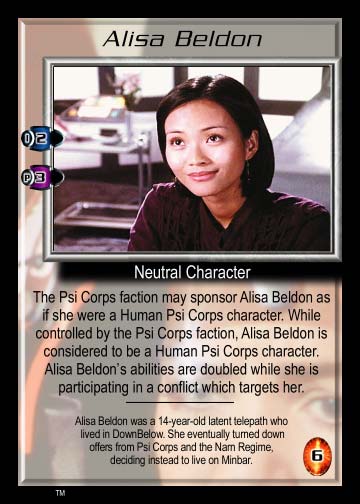 Alisa Beldon
D 2
P 3
Neutral Character
The Psi Corps faction may sponsor Alisa Beldon as
if she were a Human Psi Corps character. While
controlled by the Psi Corps faction, Alisa Beldon is
considered to be a Human Psi Corps character.
Alisa Beldon's abilities are doubled while she is
participating in a conflict which targets her.
Alisa Beldon was a 14-year-old latent telepath who
lived in DownBelow. She eventually turned down
offers from Psi Corps and the Narn Regime,
deciding instead to live on Minbar.
6
TM